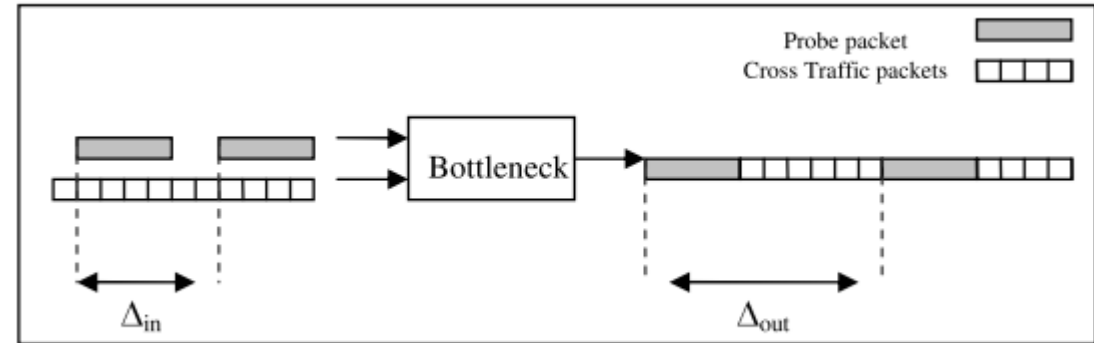 Probe packet
Cross Traffic packets
Bottleneck
Δin
Δout